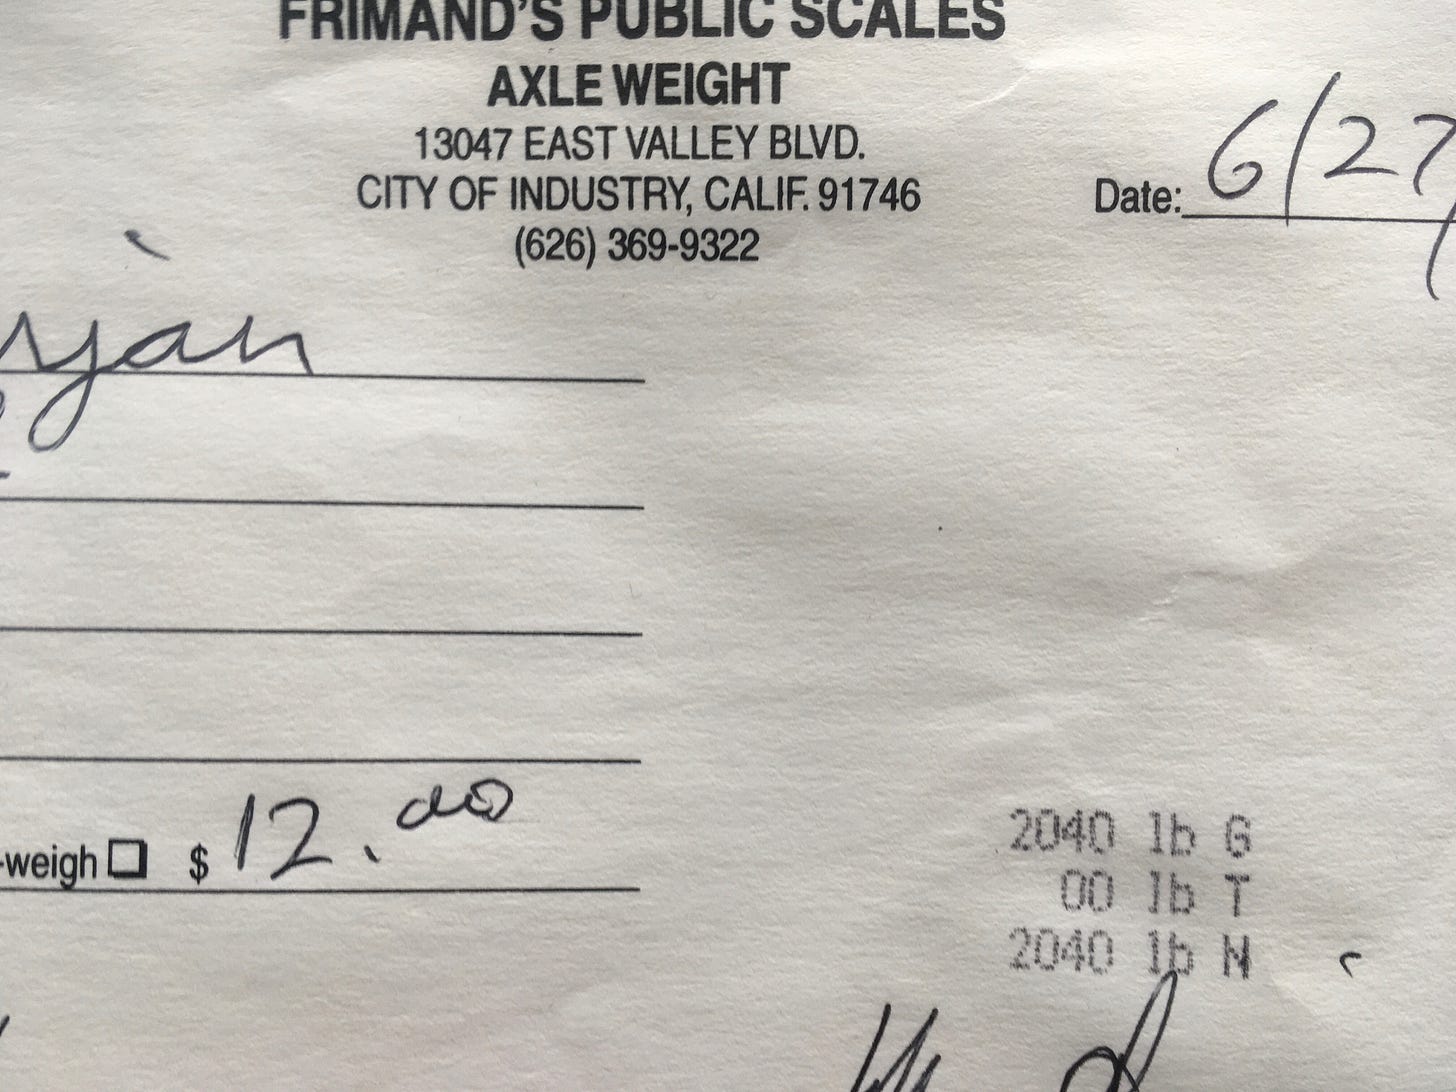 FRIMAND'S PUBLIC SCALES
AXLE WEIGHT
13047 EAST VALLEY BLVD.
CITY OF INDUSTRY, CALIF. 91746
(626) 369-9322
Date: 6/27
-weigh ☐ $ 12.00
2040 lb G
00 lb T
2040 lb N